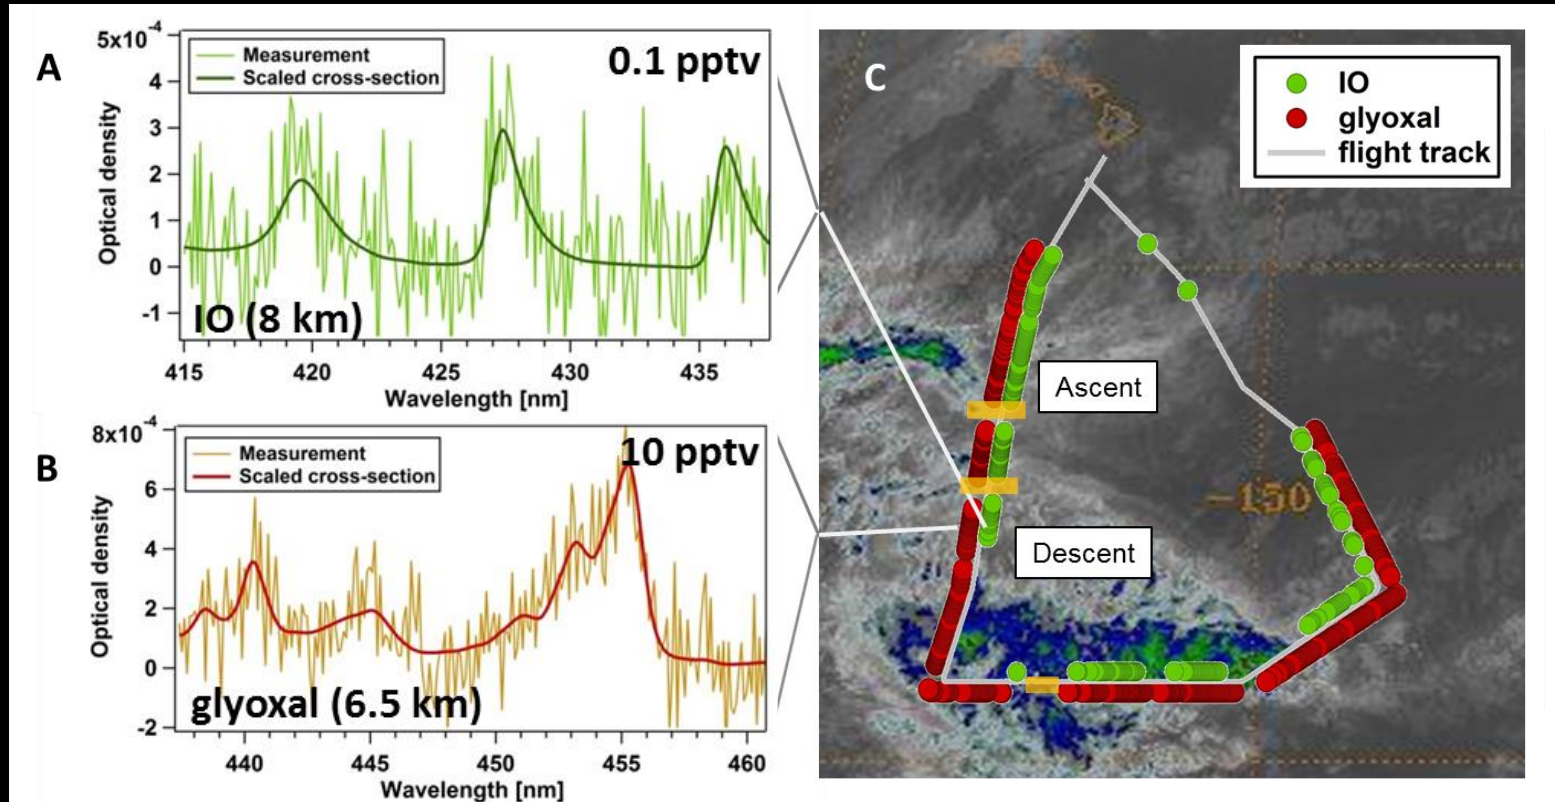 A
5x10-4
4
3
2
1
0
-1
Optical density
Measurement
Scaled cross-section
0.1 pptv
IO (8 km)
415
420
425
430
435
Wavelength [nm]
B
8x10-4
6
4
2
0
-2
Optical density
Measurement
Scaled cross-section
10 pptv
glyoxal (6.5 km)
440
445
450
455
460
Wavelength [nm]
C
IO
glyoxal
flight track
Ascent
-150
Descent